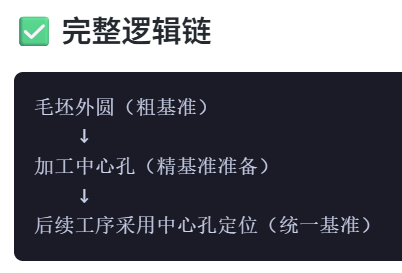 ✅ 完整逻辑链
毛坯外圆（粗基准）
↓
加工中心孔（精基准准备）
↓
后续工序采用中心孔定位（统一基准）